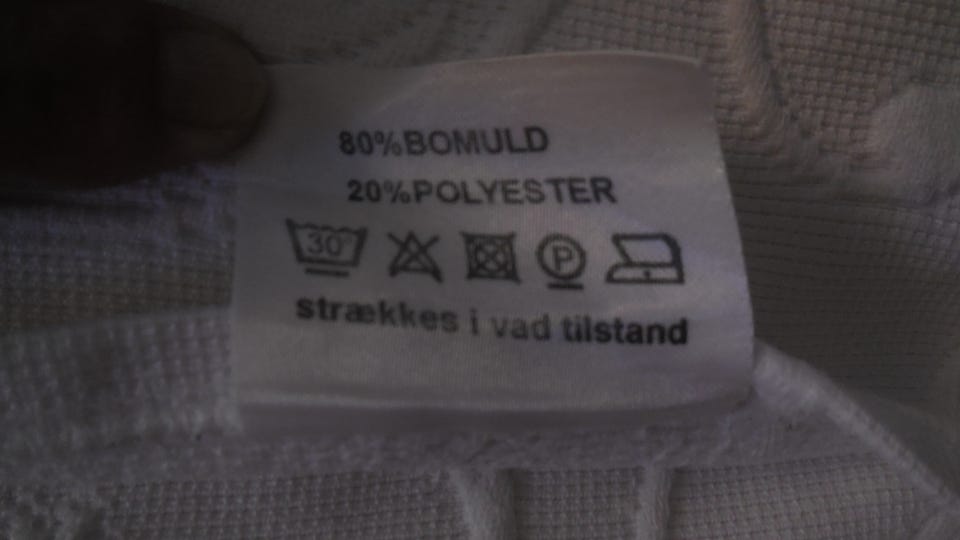 80%BOMULD
20%POLYESTER
30° P
strækkes i vad tilstand